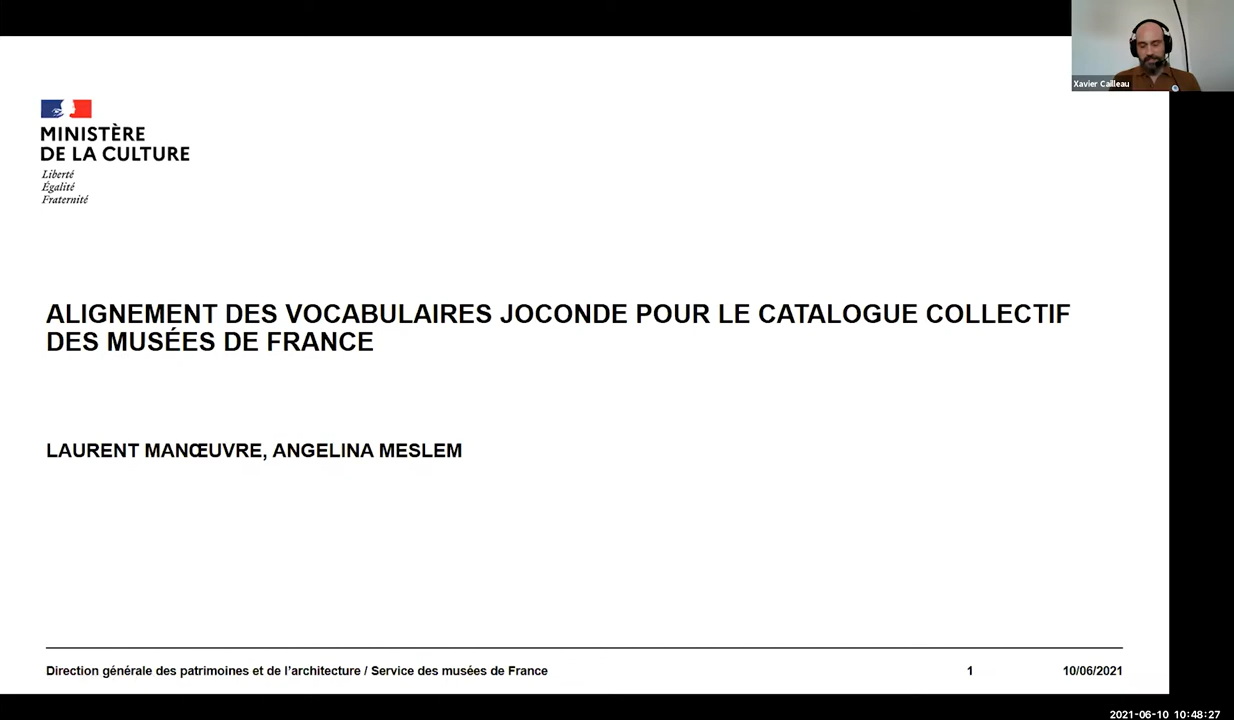 Xavier Cailleau
MINISTÈRE
DE LA CULTURE
Liberté
Égalité
Fraternité
ALIGNEMENT DES VOCABULAIRES JOCONDE POUR LE CATALOGUE COLLECTIF
DES MUSÉES DE FRANCE
LAURENT MANŒUVRE, ANGELINA MESLEM
Direction générale des patrimoines et de l'architecture / Service des musées de France 1 10/06/2021
2021-06-10 10:48:27